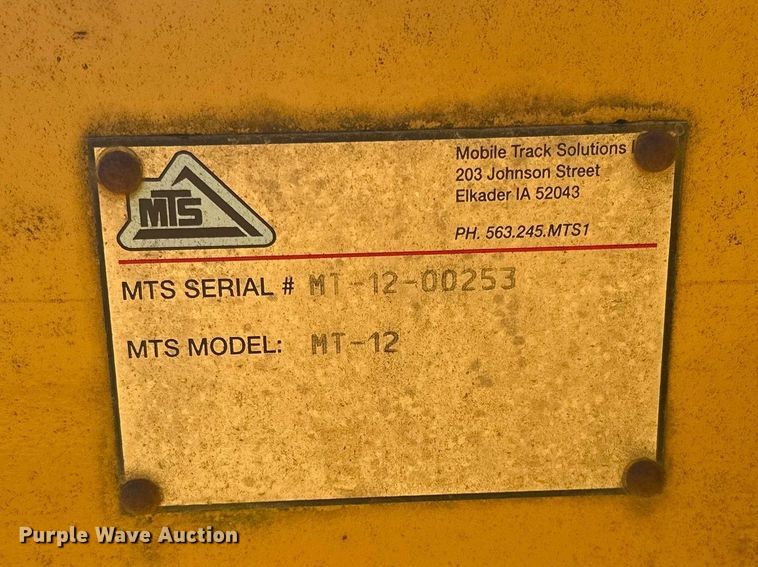 MTS
Mobile Track Solutions
203 Johnson Street
Elkader IA 52043
PH. 563.245.MTS1
MTS SERIAL # MT-12-00253
MTS MODEL: MT-12
Purple Wave Auction®